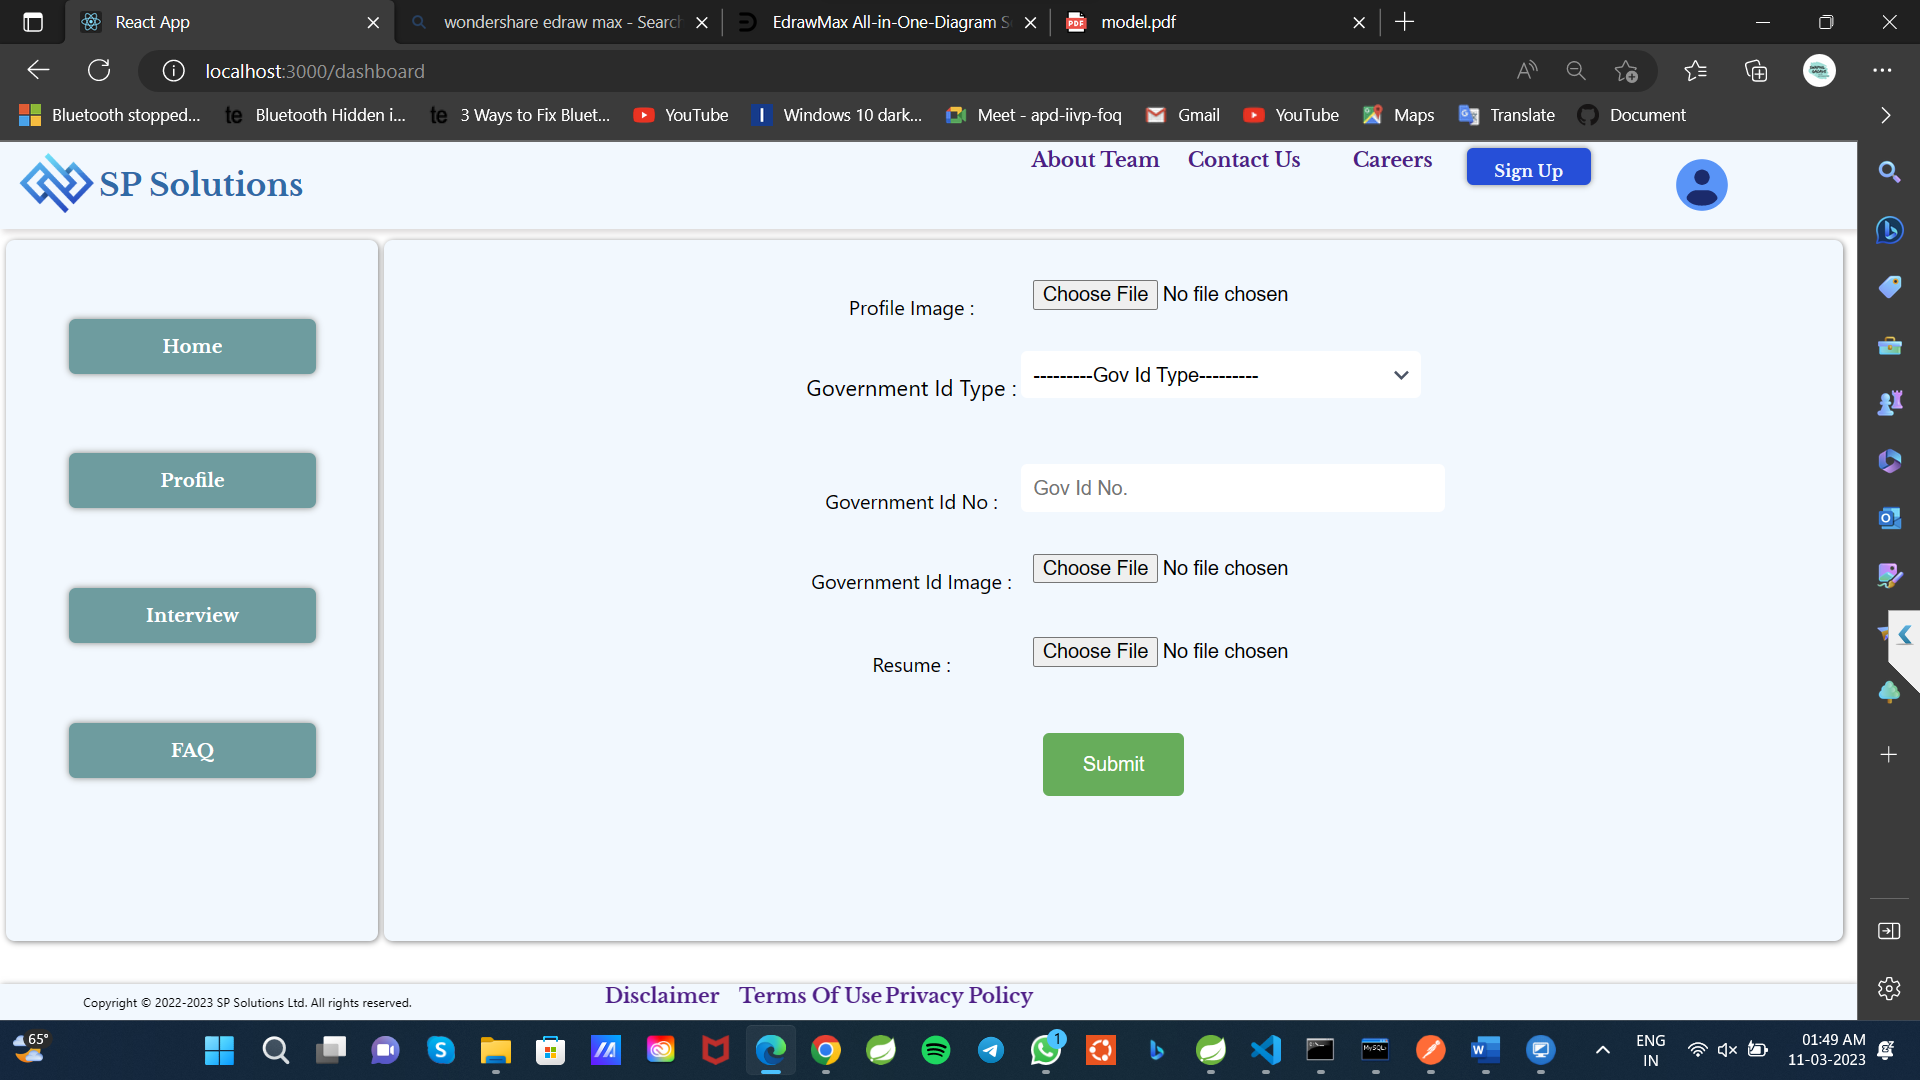 React App
wondershare edraw max - Search
EdrawMax All-in-One-Diagram S
model.pdf
localhost:3000/dashboard
Bluetooth stopped...
Bluetooth Hidden i...
3 Ways to Fix Bluet...
YouTube
Windows 10 dark...
Meet - apd-iivp-foq
Gmail
YouTube
Maps
Translate
Document
SP Solutions
About Team
Contact Us
Careers
Sign Up
Home
Profile
Interview
FAQ
Profile Image :
Choose File No file chosen
Government Id Type :
---------Gov Id Type---------
Government Id No :
Gov Id No.
Government Id Image :
Choose File No file chosen
Resume :
Choose File No file chosen
Submit
Copyright © 2022-2023 SP Solutions Ltd. All rights reserved.
Disclaimer
Terms Of Use
Privacy Policy
65°
1
ENG
IN
01:49 AM
11-03-2023